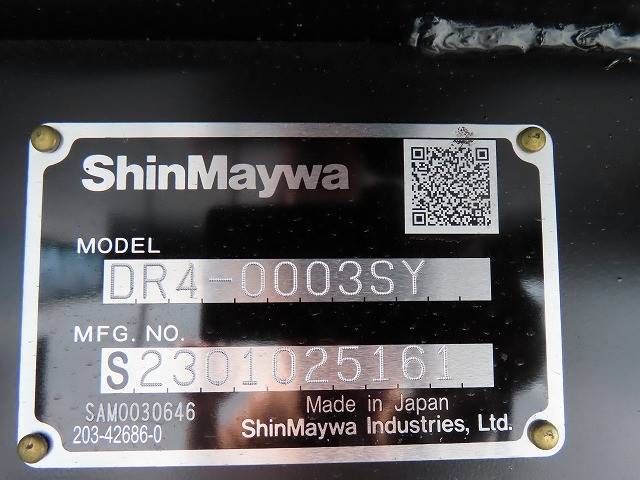 ShinMaywa
MODEL
DR4-0003SY
MFG. NO.
S2301025161
SAM0030646
203-42686-0
Made in Japan
ShinMaywa Industries, Ltd.